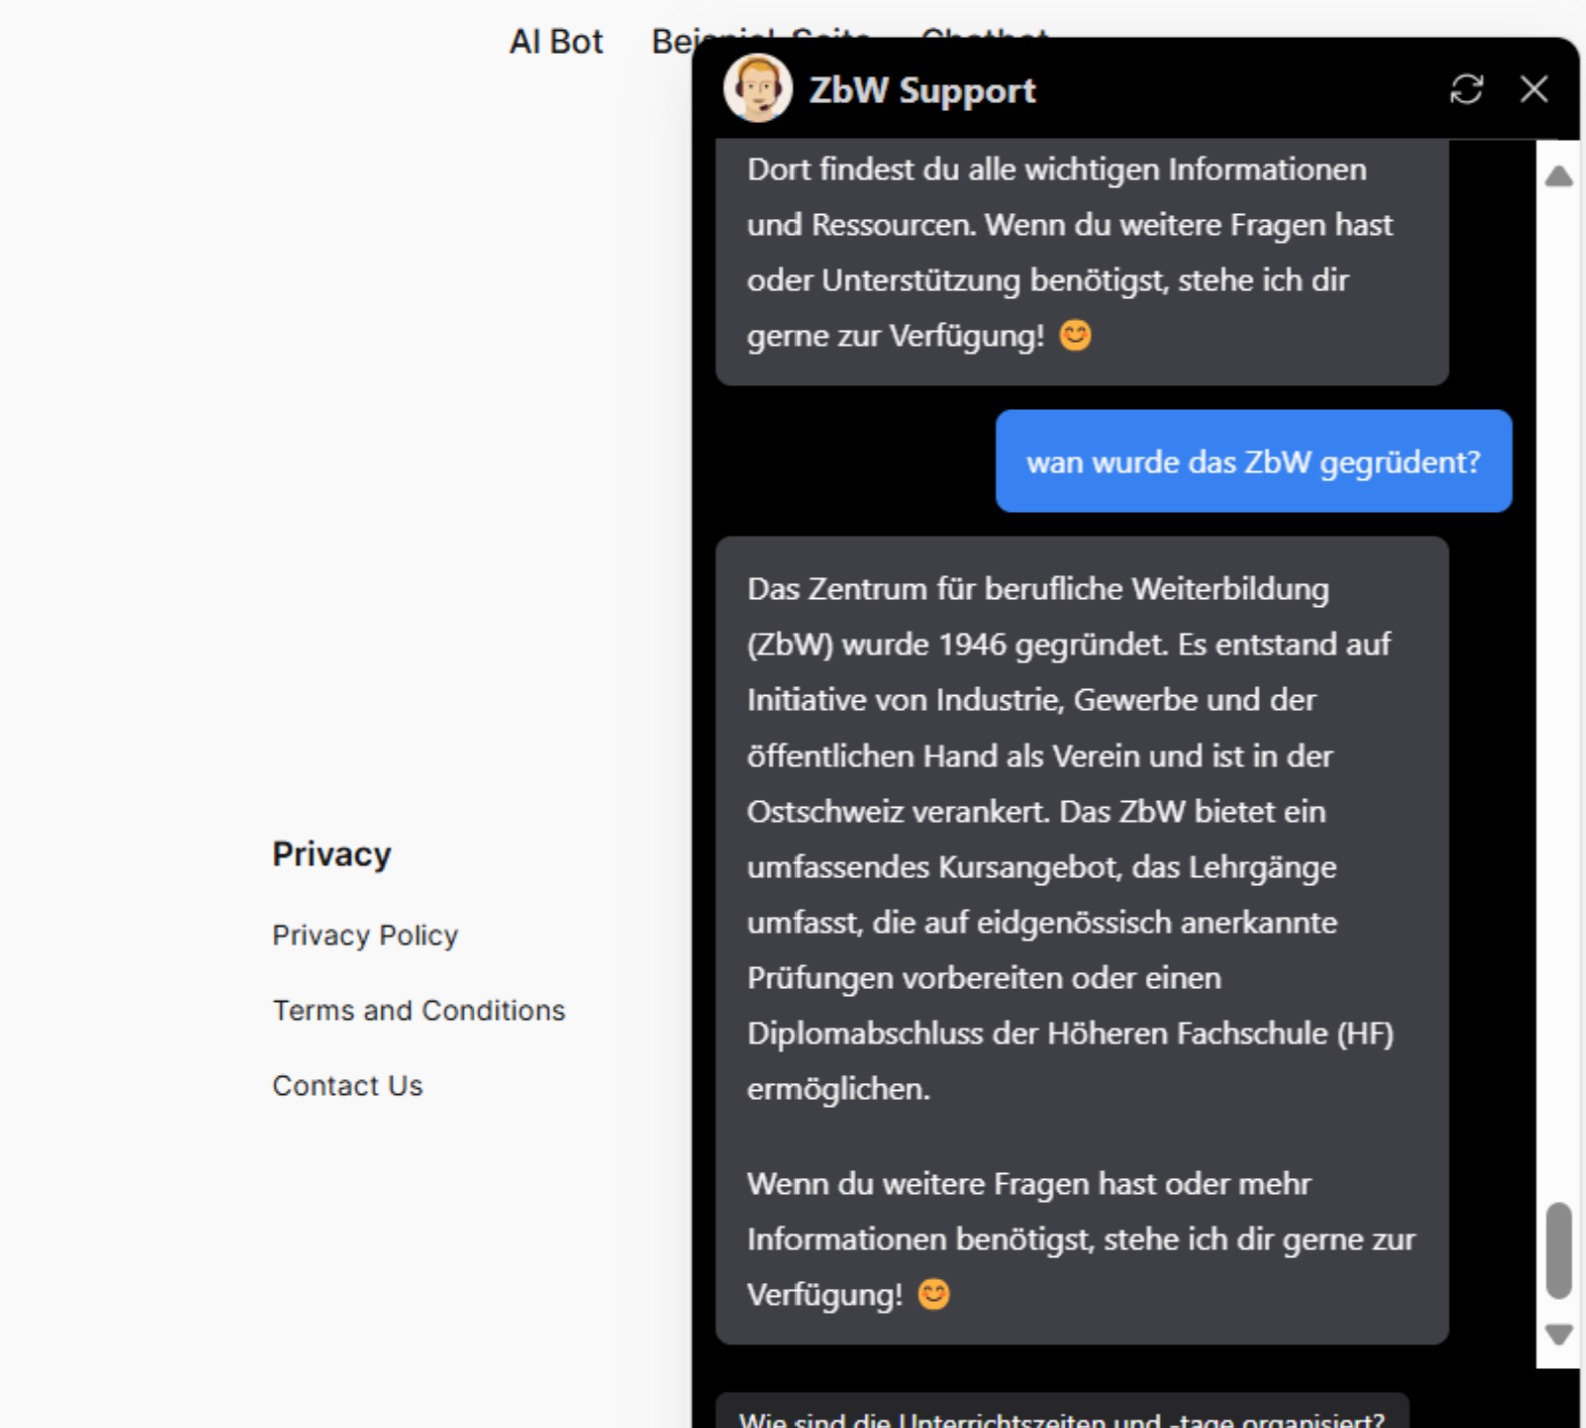 AI Bot Beispiel-Seite Chatbot
ZbW Support
Dort findest du alle wichtigen Informationen
und Ressourcen. Wenn du weitere Fragen hast
oder Unterstützung benötigst, stehe ich dir
gerne zur Verfügung! 😊
wan wurde das ZbW gegrüdent?
Das Zentrum für berufliche Weiterbildung
(ZbW) wurde 1946 gegründet. Es entstand auf
Initiative von Industrie, Gewerbe und der
öffentlichen Hand als Verein und ist in der
Ostschweiz verankert. Das ZbW bietet ein
umfassendes Kursangebot, das Lehrgänge
umfasst, die auf eidgenössisch anerkannte
Prüfungen vorbereiten oder einen
Diplomabschluss der Höheren Fachschule (HF)
ermöglichen.
Wenn du weitere Fragen hast oder mehr
Informationen benötigst, stehe ich dir gerne zur
Verfügung! 😊
Wie sind die Unterrichtszeiten und -tage organisiert?
Privacy
Privacy Policy
Terms and Conditions
Contact Us